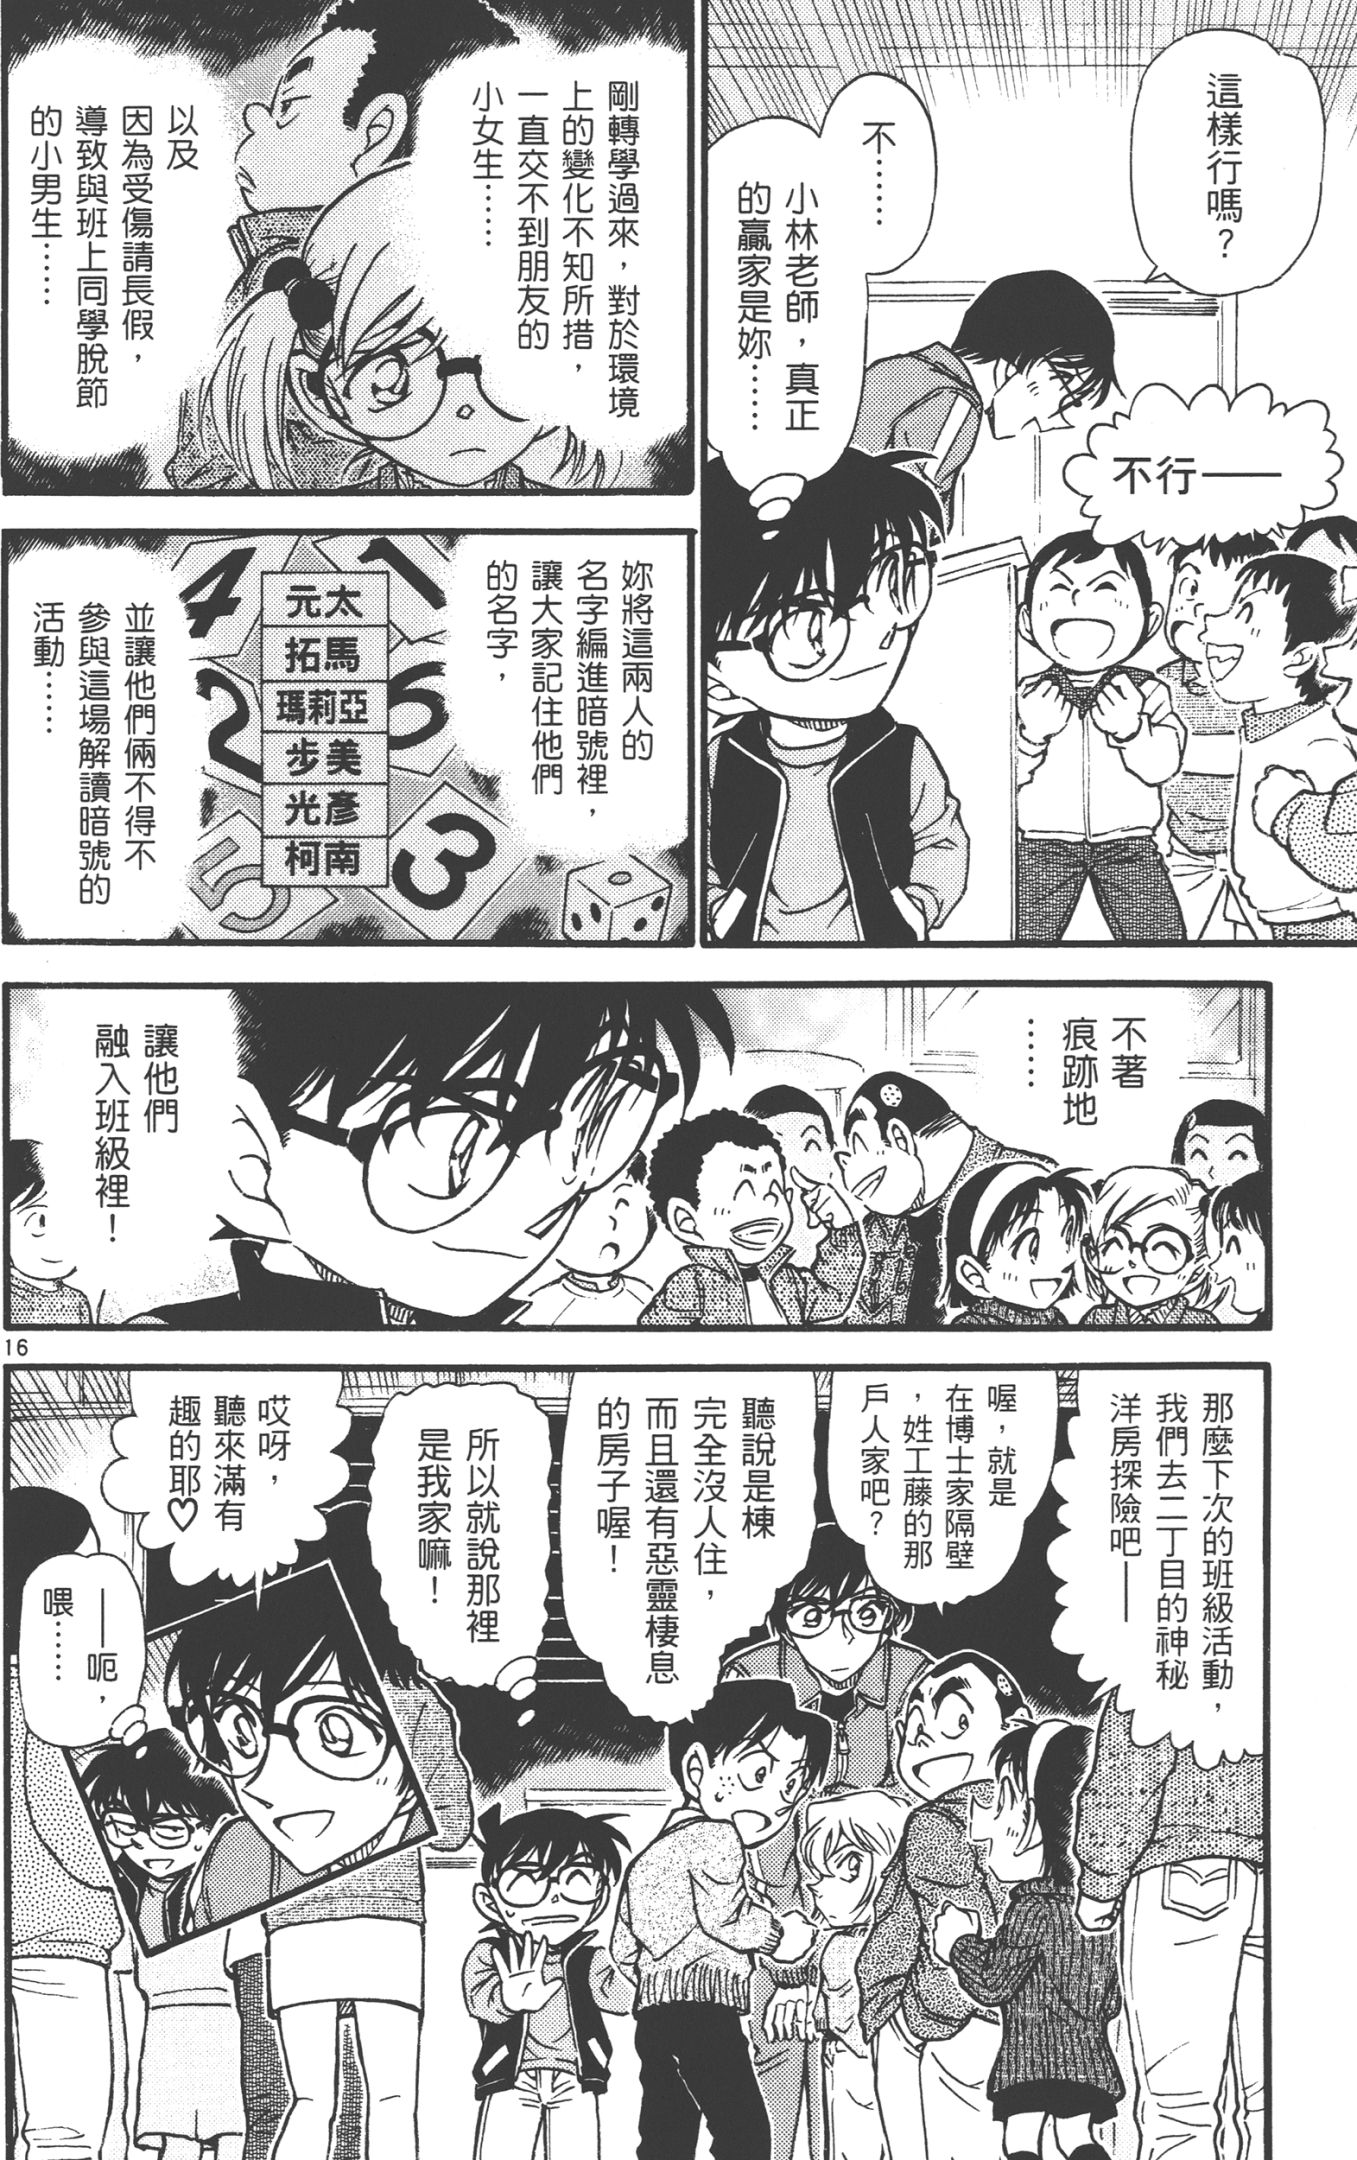 這樣行嗎？
不行——
不……
小林老師，真正
的贏家是妳……
剛轉學過來，對於環境
上的變化不知所措，
一直交不到朋友的
小女生……
以及
因為受傷請長假，
導致與班上同學脫節
的小男生……
妳將這兩人的
名字編進暗號裡，
讓大家記住他們
的名字，
4
1
2
6
5
3
元太
拓馬
瑪莉亞
步美
光彥
柯南
並讓他們倆不得不
參與這場解讀暗號的
活動……
不著
痕跡地
……
讓他們
融入班級裡！
16
那麼下次的班級活動，
我們去二丁目的神秘
洋房探險吧——
喔，就是
在博士家隔壁
，姓工藤的那
戶人家吧？
聽說是棟
完全沒人住，
而且還有惡靈棲息
的房子喔！
所以就說那裡
是我家嘛！
哎呀，
聽來滿有
趣的耶♡
——呃，
喂……